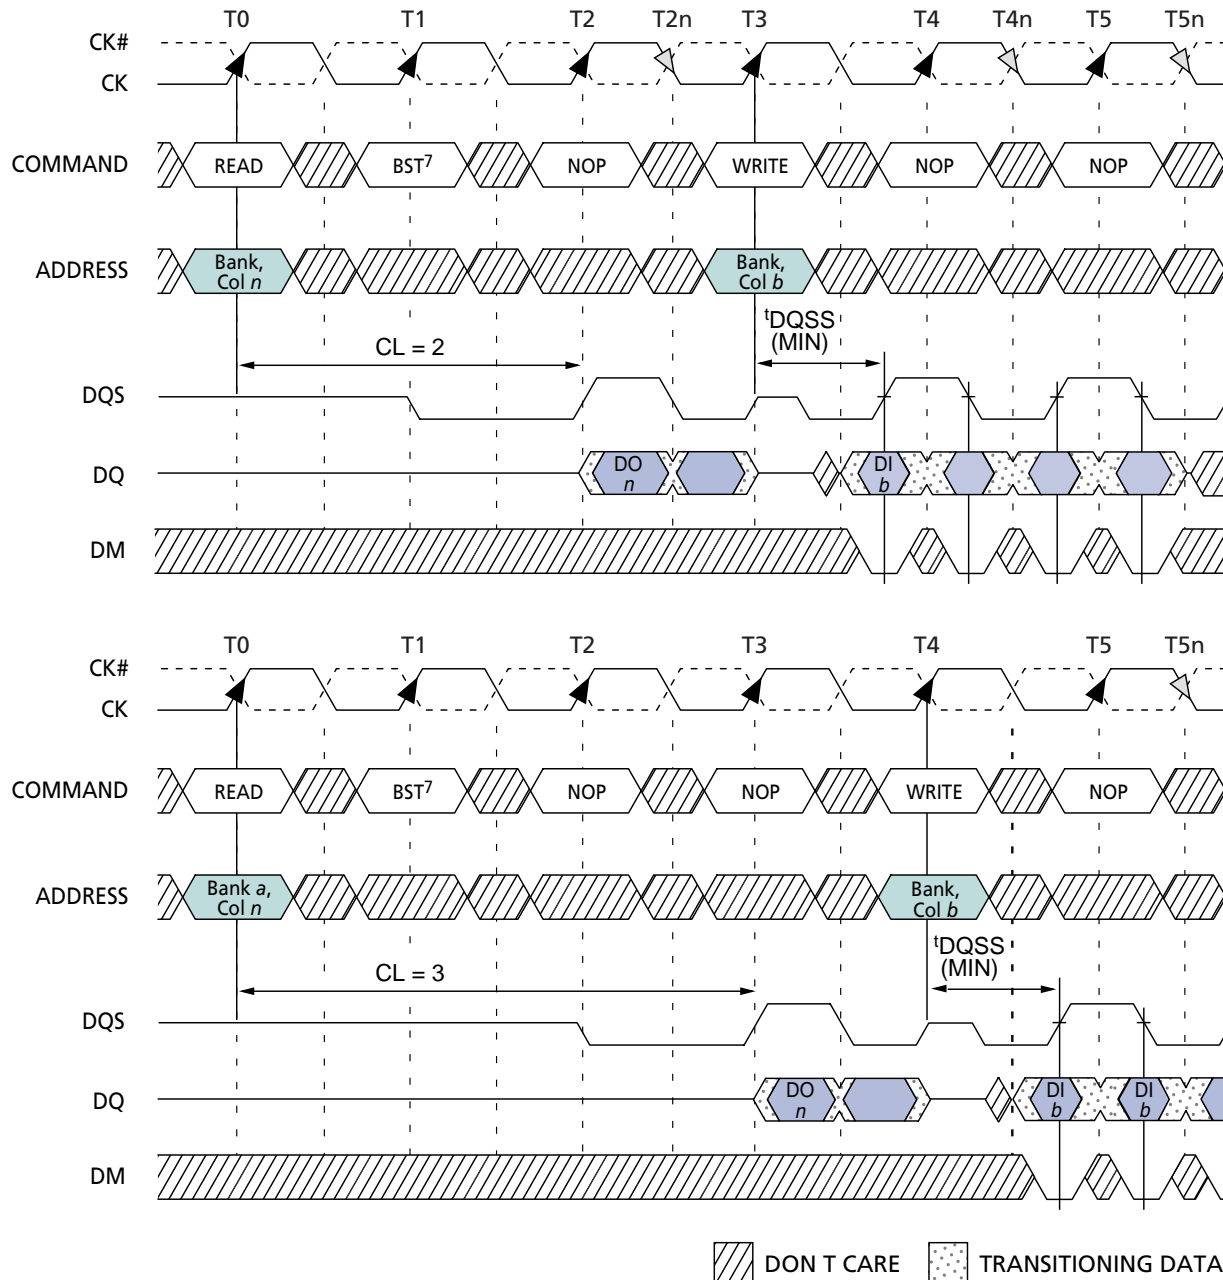 T0 T1 T2 T2n T3 T4 T4n T5 T5n
CK#
CK
COMMAND READ BST7 NOP WRITE NOP NOP
ADDRESS Bank, Col n Bank, Col b
CL = 2 tDQSS (MIN)
DQS
DQ DO n DI b
DM
T0 T1 T2 T3 T4 T5 T5n
CK#
CK
COMMAND READ BST7 NOP NOP WRITE NOP
ADDRESS Bank a, Col n Bank, Col b
CL = 3 tDQSS (MIN)
DQS
DQ DO n DI b DI b
DM
DON T CARE TRANSITIONING DATA